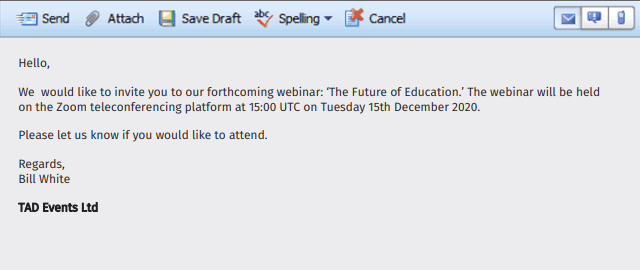 Send Attach Save Draft abc Spelling Cancel
Hello,
We would like to invite you to our forthcoming webinar: ‘The Future of Education.’ The webinar will be held
on the Zoom teleconferencing platform at 15:00 UTC on Tuesday 15th December 2020.
Please let us know if you would like to attend.
Regards,
Bill White
TAD Events Ltd